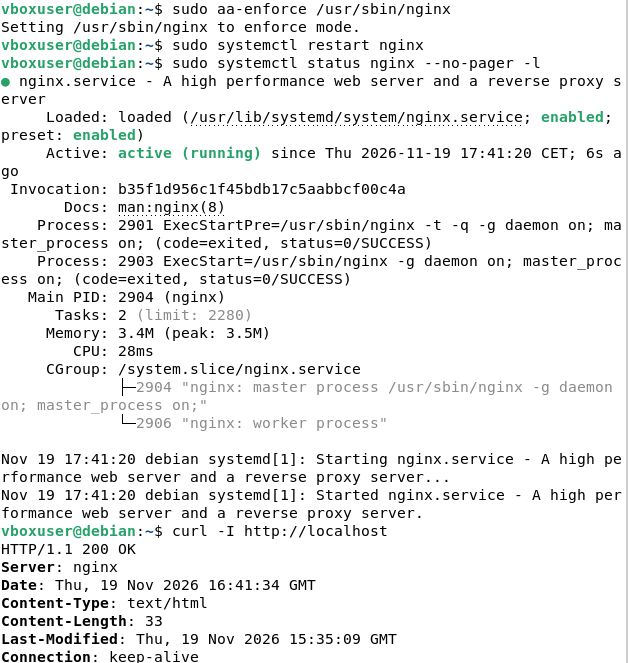 vboxuser@debian:~$ sudo aa-enforce /usr/sbin/nginx
Setting /usr/sbin/nginx to enforce mode.
vboxuser@debian:~$ sudo systemctl restart nginx
vboxuser@debian:~$ sudo systemctl status nginx --no-pager -l
● nginx.service - A high performance web server and a reverse proxy s
erver
     Loaded: loaded (/usr/lib/systemd/system/nginx.service; enabled;
preset: enabled)
     Active: active (running) since Thu 2026-11-19 17:41:20 CET; 6s a
go
 Invocation: b35f1d956c1f45bdb17c5aabbcf00c4a
       Docs: man:nginx(8)
    Process: 2901 ExecStartPre=/usr/sbin/nginx -t -q -g daemon on; ma
ster_process on; (code=exited, status=0/SUCCESS)
    Process: 2903 ExecStart=/usr/sbin/nginx -g daemon on; master_proc
ess on; (code=exited, status=0/SUCCESS)
   Main PID: 2904 (nginx)
      Tasks: 2 (limit: 2280)
     Memory: 3.4M (peak: 3.5M)
        CPU: 28ms
     CGroup: /system.slice/nginx.service
             ├─2904 "nginx: master process /usr/sbin/nginx -g daemon
on; master_process on;"
             └─2906 "nginx: worker process"

Nov 19 17:41:20 debian systemd[1]: Starting nginx.service - A high pe
rformance web server and a reverse proxy server...
Nov 19 17:41:20 debian systemd[1]: Started nginx.service - A high per
formance web server and a reverse proxy server.
vboxuser@debian:~$ curl -I http://localhost
HTTP/1.1 200 OK
Server: nginx
Date: Thu, 19 Nov 2026 16:41:34 GMT
Content-Type: text/html
Content-Length: 33
Last-Modified: Thu, 19 Nov 2026 15:35:09 GMT
Connection: keep-alive